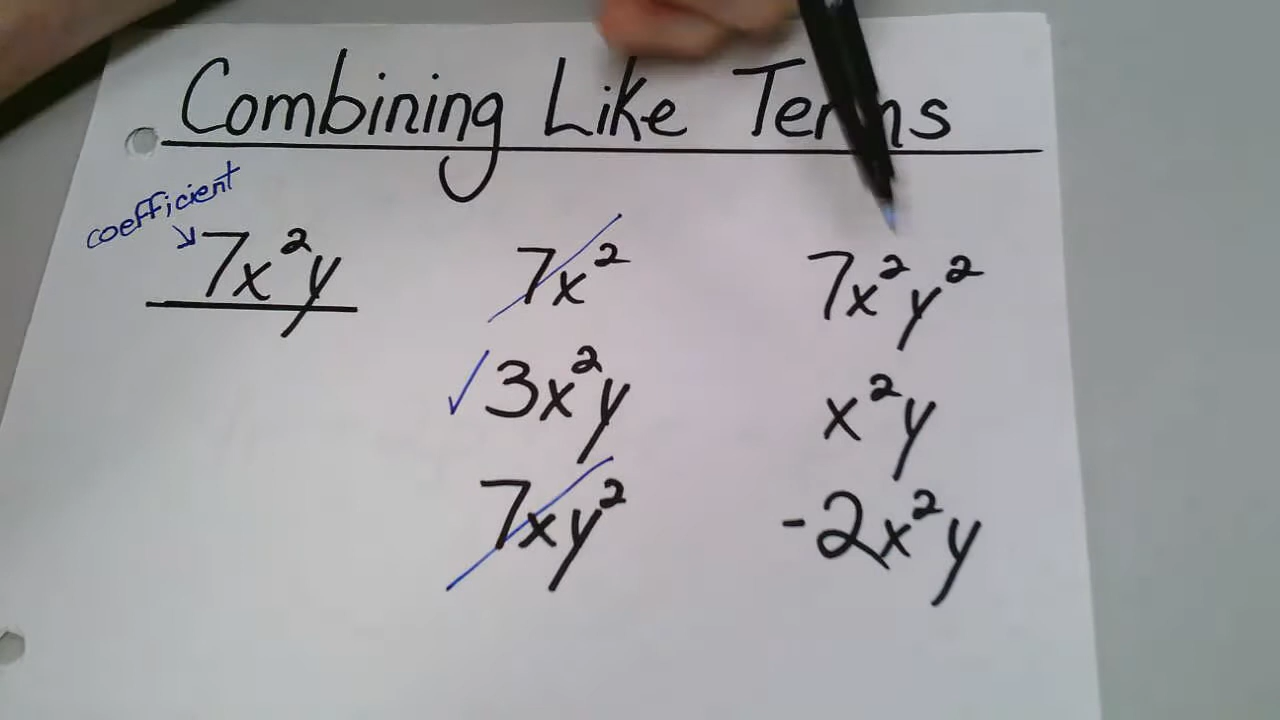 Combining Like Terms
coefficient
7x²y
7x²
3x²y
7xy²
7x²y²
x²y
-2x²y